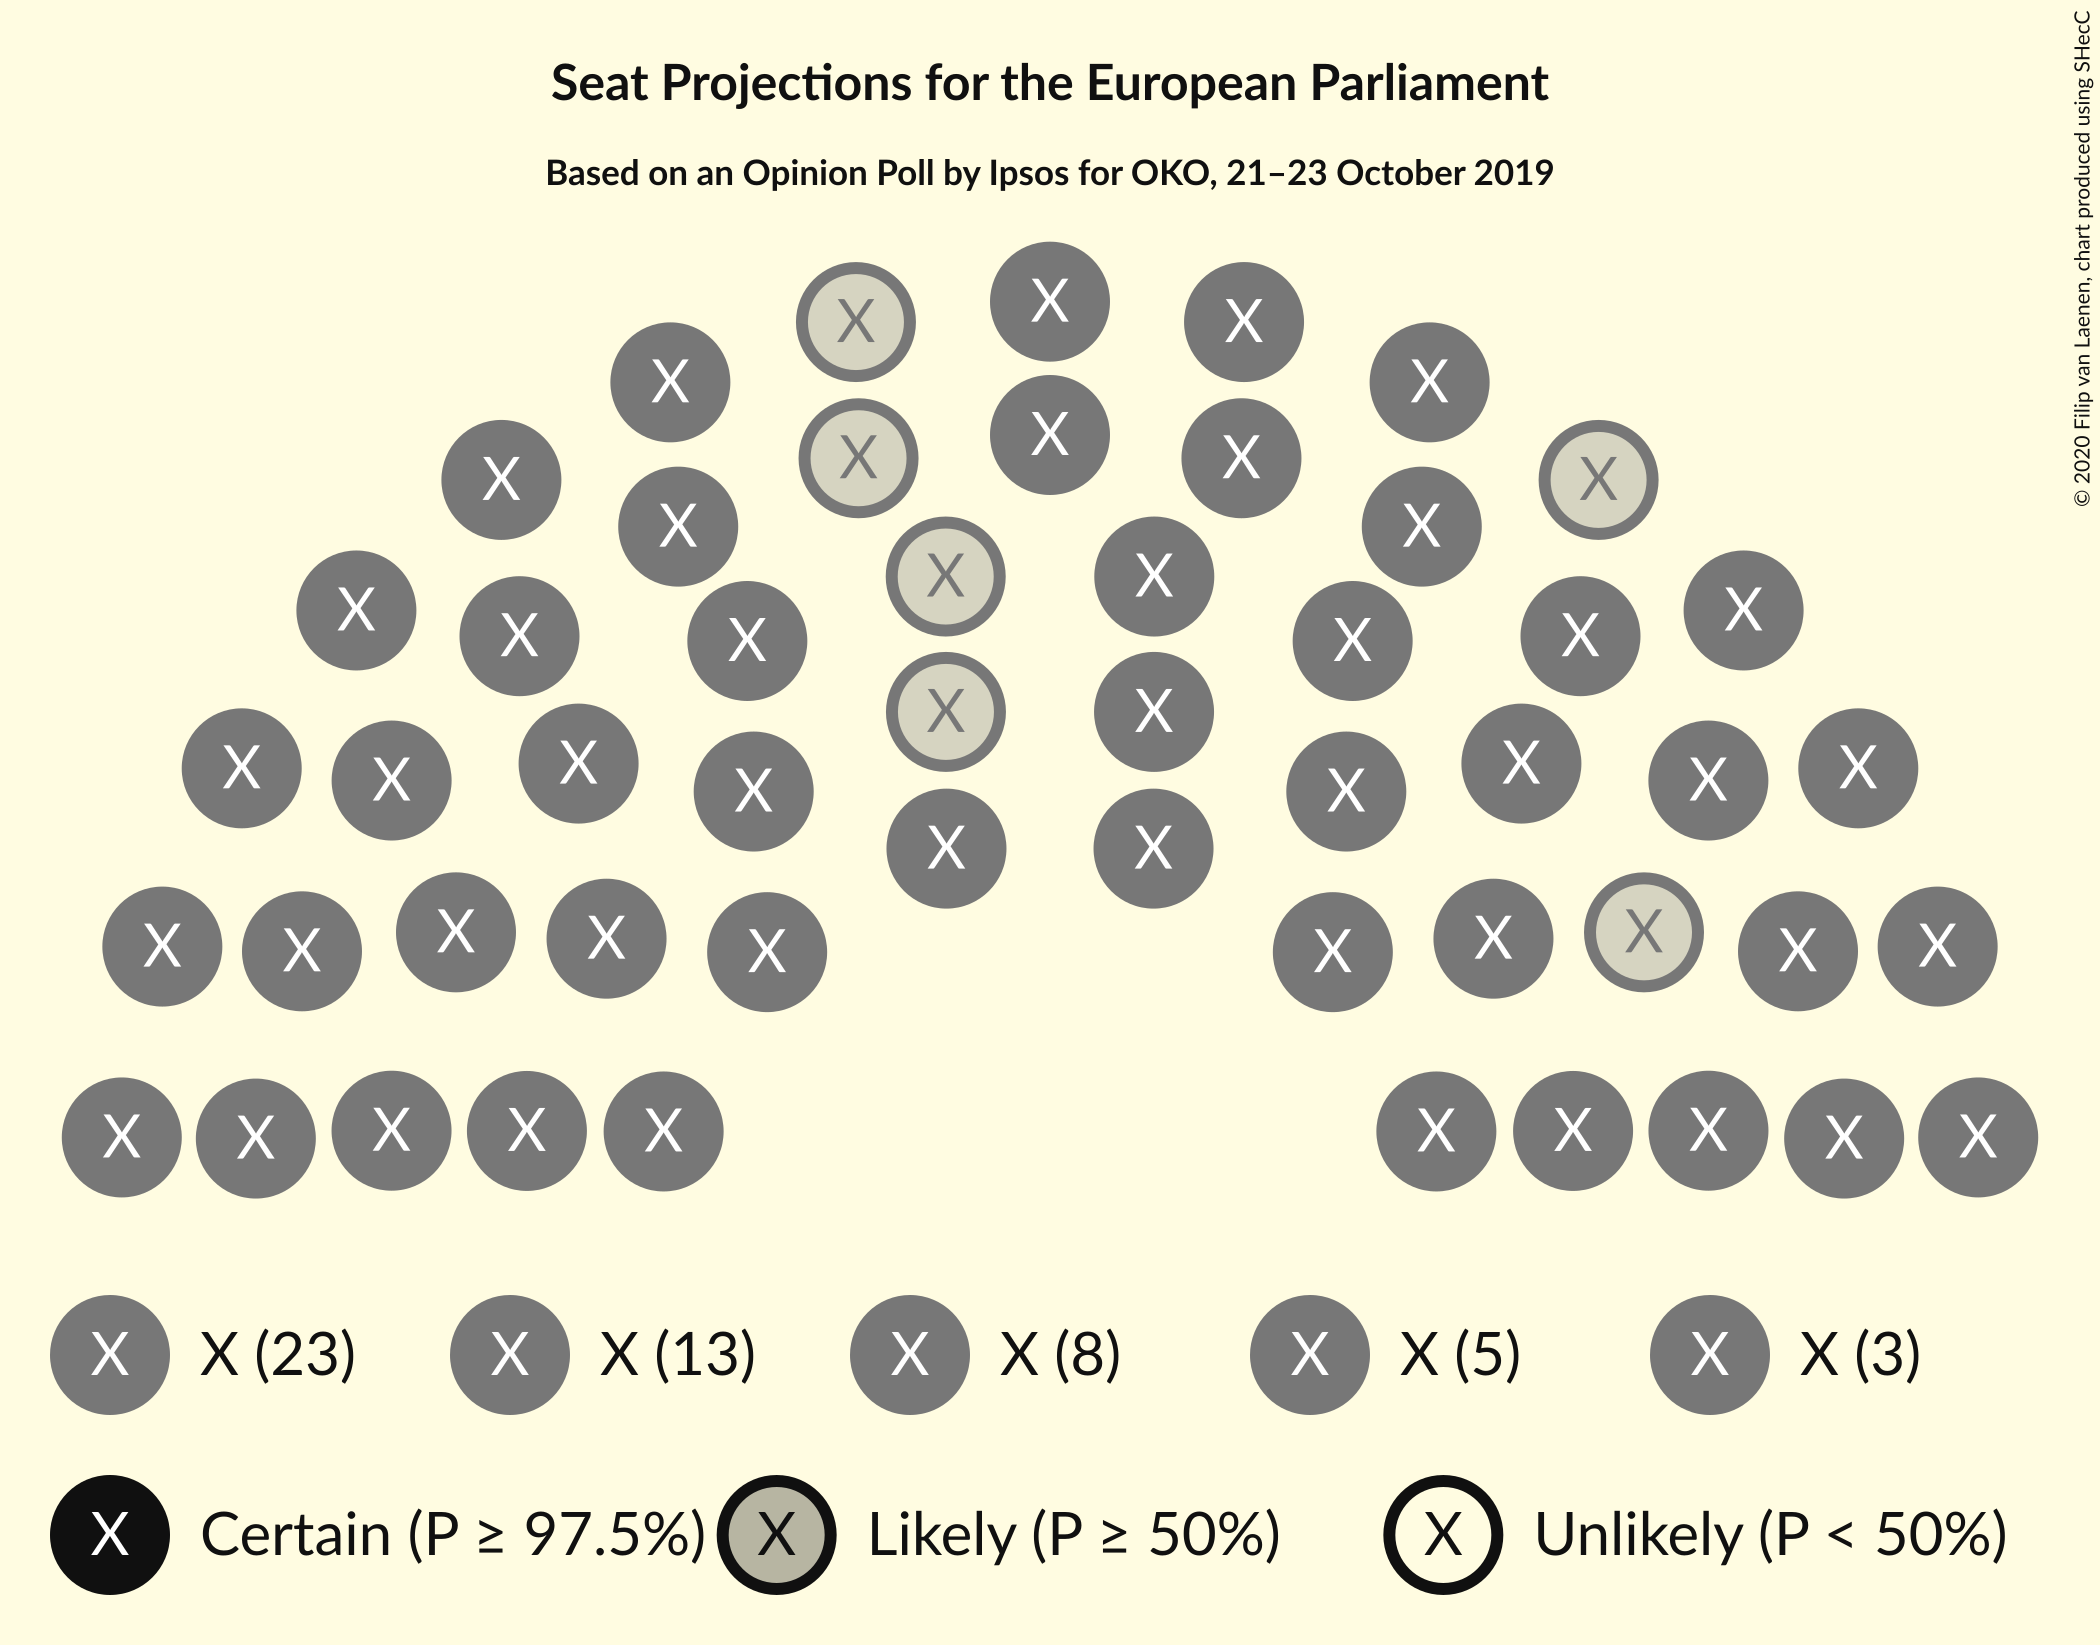 Seat Projections for the European Parliament
Based on an Opinion Poll by Ipsos for OKO, 21–23 October 2019
© 2020 Filip van Laenen, chart produced using SHecC
X X X
X X
X X X X X
X X
X X
X X X X X X
X X
X X X X X X X X
X X
X X X X X X X X X X
X X X X X X X X X X
X X (23) X X (13) X X (8) X X (5) X X (3)
X Certain (P ≥ 97.5%) X Likely (P ≥ 50%) X Unlikely (P < 50%)